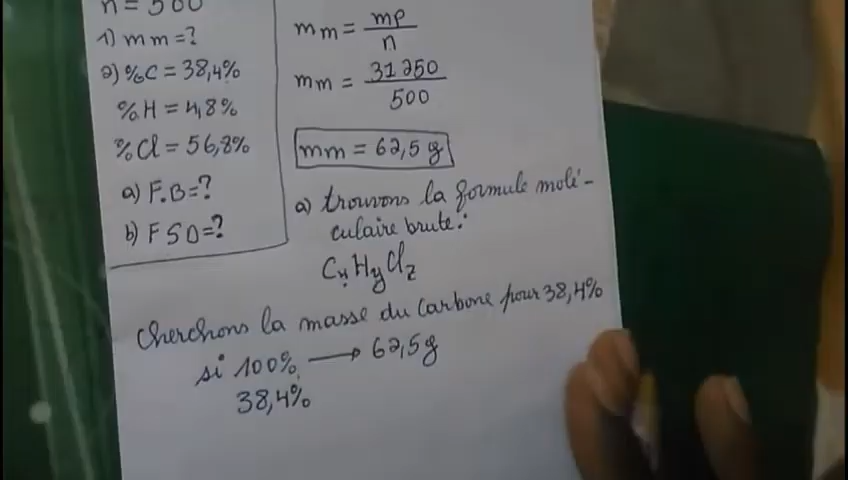 n = 500
1) mm = ?
2) %C = 38,4%
%H = 4,8%
%Cl = 56,8%
a) F.B = ?
b) FSD = ?
mm = mp / n
mm = 31250 / 500
mm = 62,5 g
a) trouvons la formule molé-
culaire brute :
CxHyClz
Cherchons la masse du carbone pour 38,4%
si 100% → 62,5 g
38,4%